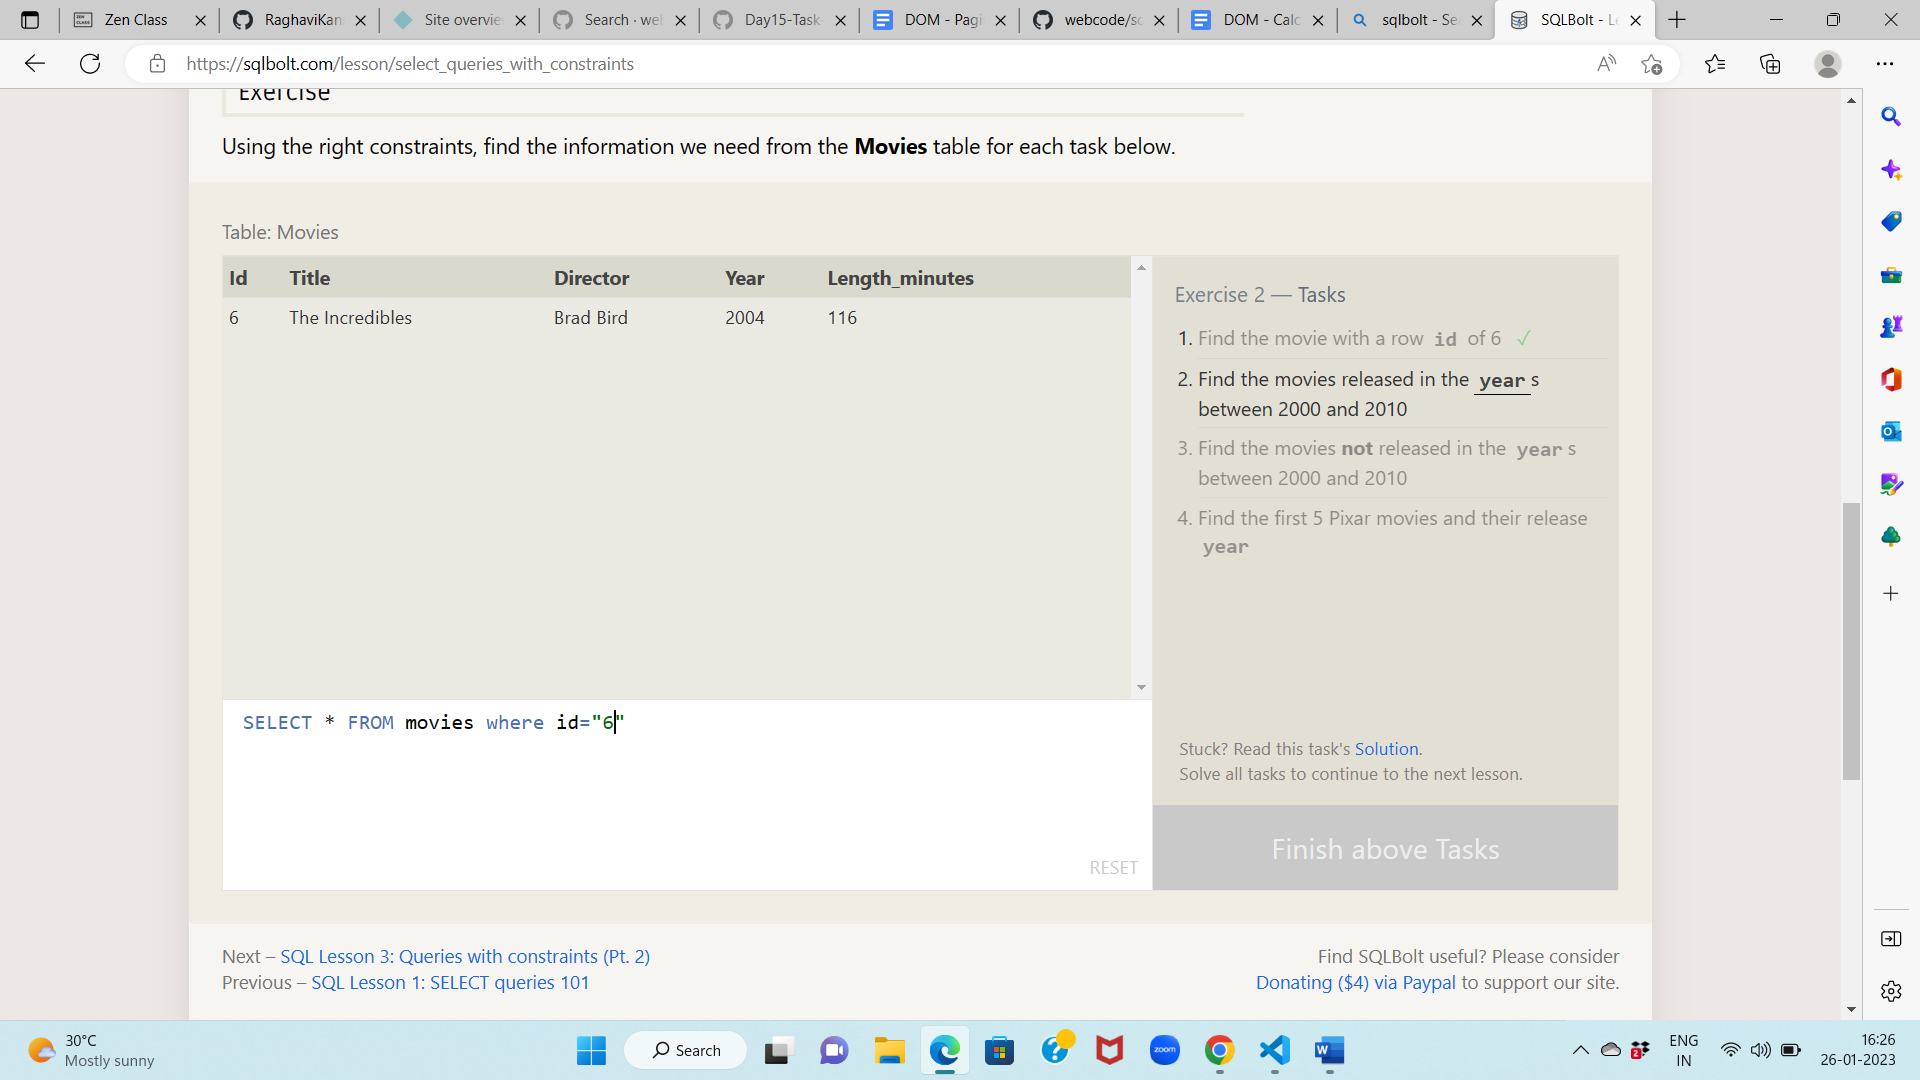 Zen Class
RaghaviKan
Site overvie
Search · we
Day15-Task
DOM - Pagi
webcode/sc
DOM - Calc
sqlbolt - Se
SQLBolt - Le
https://sqlbolt.com/lesson/select_queries_with_constraints
Exercise
Using the right constraints, find the information we need from the Movies table for each task below.
Table: Movies
Id Title Director Year Length_minutes
6 The Incredibles Brad Bird 2004 116
Exercise 2 — Tasks
1. Find the movie with a row id of 6 ✓
2. Find the movies released in the year s
between 2000 and 2010
3. Find the movies not released in the year s
between 2000 and 2010
4. Find the first 5 Pixar movies and their release
year
SELECT * FROM movies where id="6"
RESET
Stuck? Read this task's Solution.
Solve all tasks to continue to the next lesson.
Finish above Tasks
Next – SQL Lesson 3: Queries with constraints (Pt. 2)
Previous – SQL Lesson 1: SELECT queries 101
Find SQLBolt useful? Please consider
Donating ($4) via Paypal to support our site.
30°C
Mostly sunny
Search
zoom
2
ENG
IN
16:26
26-01-2023